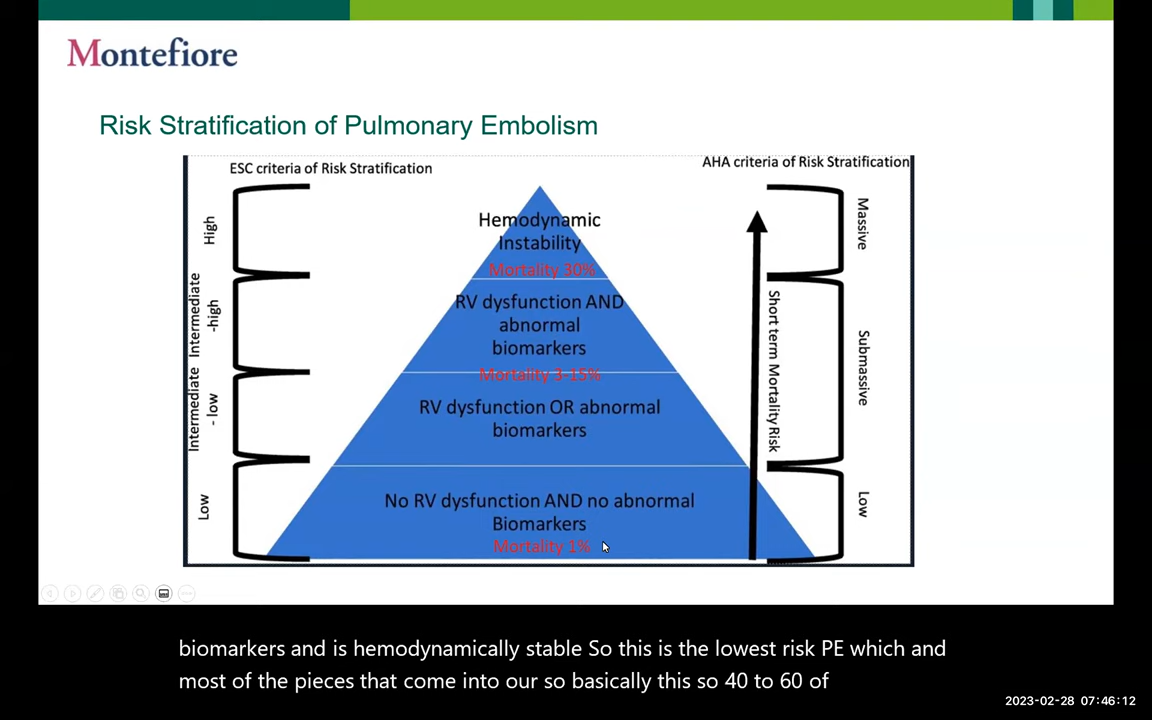 Montefiore
Risk Stratification of Pulmonary Embolism
ESC criteria of Risk Stratification
AHA criteria of Risk Stratification
High
Intermediate
-high
Intermediate
- low
Low
Hemodynamic
Instability
Mortality 30%
RV dysfunction AND
abnormal
biomarkers
Mortality 3-15%
RV dysfunction OR abnormal
biomarkers
No RV dysfunction AND no abnormal
Biomarkers
Mortality 1%
Short term Mortality Risk
Massive
Submassive
Low
biomarkers and is hemodynamically stable So this is the lowest risk PE which and
most of the pieces that come into our so basically this so 40 to 60 of
2023-02-28 07:46:12